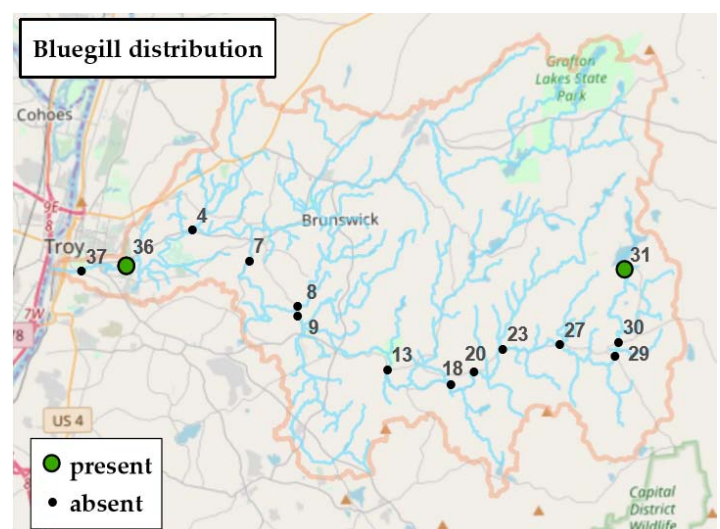 Bluegill distribution
Grafton
Lakes State
Park
Cohoes
9E
8
4
Brunswick
Troy
37
36
7
31
8
9
7W
78
23
27
30
29
13
18
20
US 4
present
absent
Capital
District
Wildlife